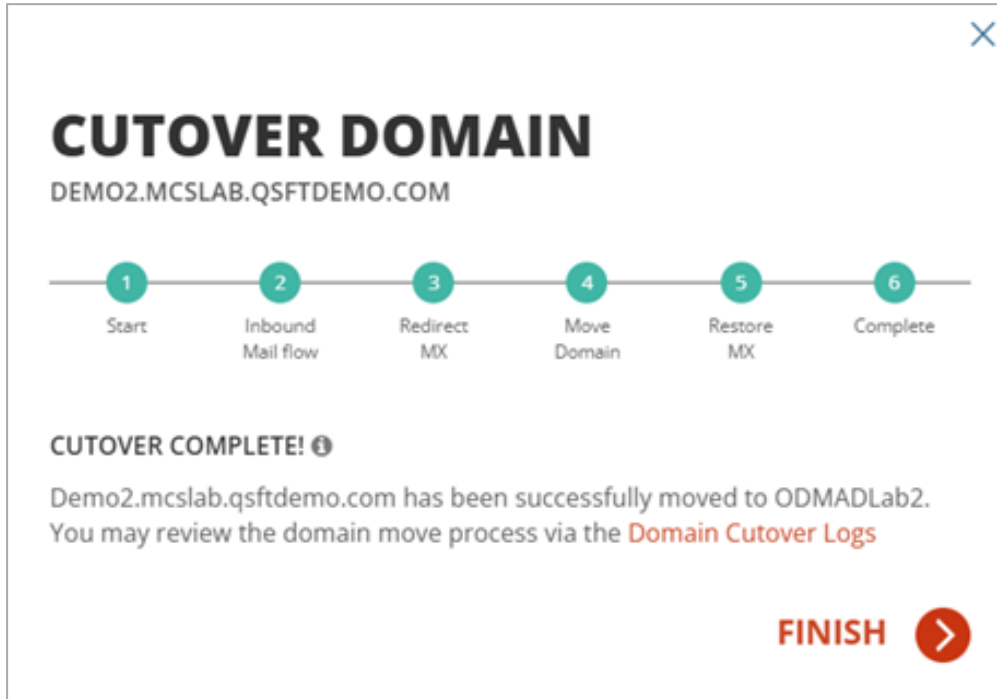 CUTOVER DOMAIN
DEMO2.MCSLAB.QSFTDEMO.COM
1 2 3 4 5 6
Start Inbound Redirect Move Restore Complete
Mail flow MX Domain MX
CUTOVER COMPLETE!
Demo2.mcslab.qsftdemo.com has been successfully moved to ODMADLab2.
You may review the domain move process via the Domain Cutover Logs
FINISH